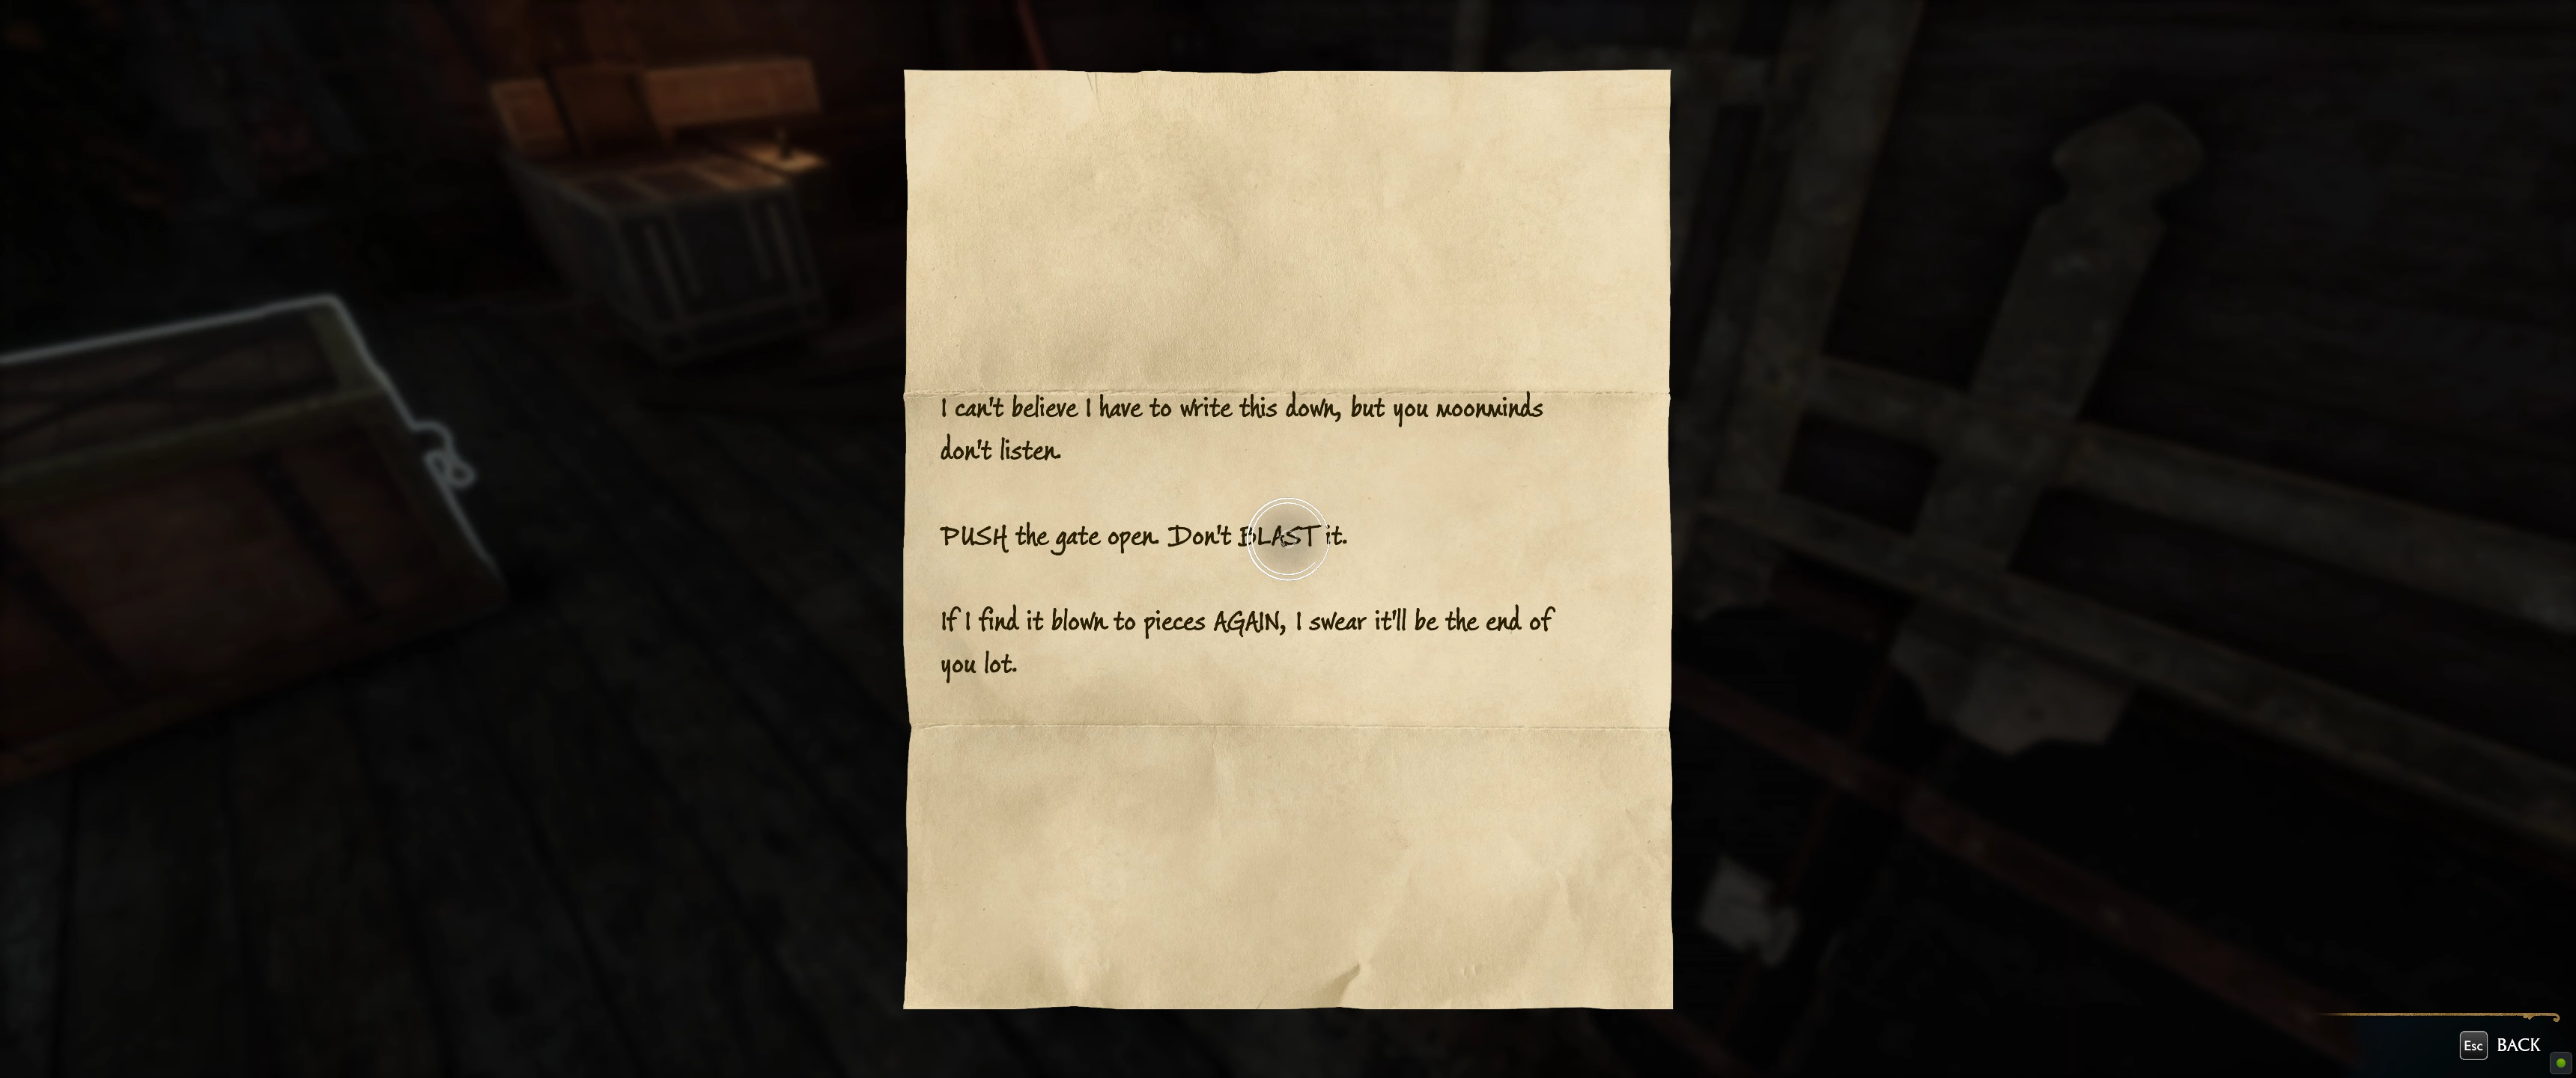 I can't believe I have to write this down, but you moonminds
don't listen.
PUSH the gate open. Don't BLAST it.
If I find it blown to pieces AGAIN, I swear it'll be the end of
you lot.
Esc BACK